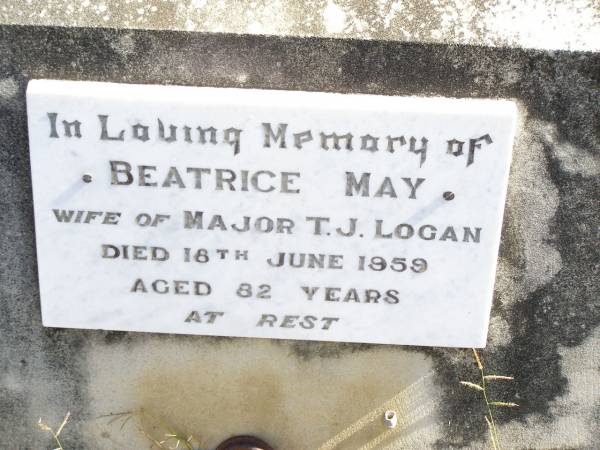 In Loving Memory of
· BEATRICE MAY ·
WIFE OF MAJOR T.J. LOGAN
DIED 18TH JUNE 1959
AGED 82 YEARS
AT REST